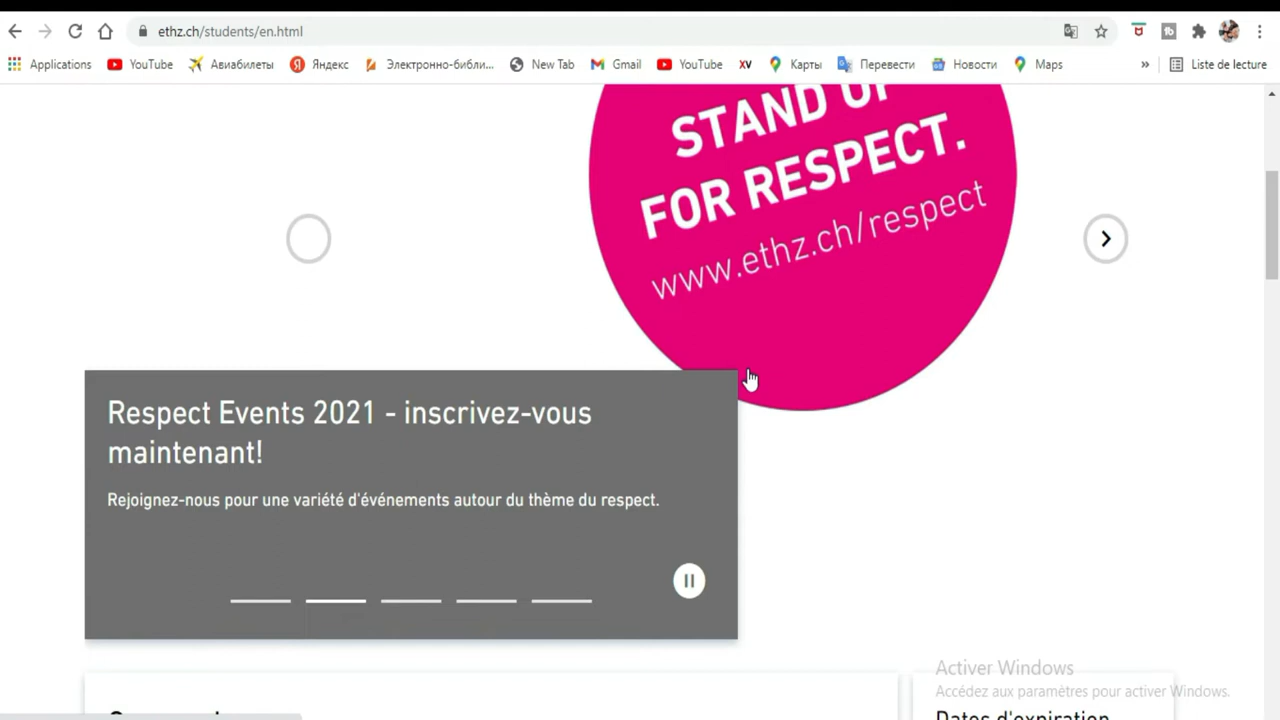 ethz.ch/students/en.html
Applications
YouTube
Авиабилеты
Яндекс
Электронно-библи...
New Tab
Gmail
YouTube
XV
Карты
Перевести
Новости
Maps
»
Liste de lecture
STAND UP
FOR RESPECT.
www.ethz.ch/respect
Respect Events 2021 - inscrivez-vous
maintenant!
Rejoignez-nous pour une variété d'événements autour du thème du respect.
Activer Windows
Accédez aux paramètres pour activer Windows.
Dates d'expiration